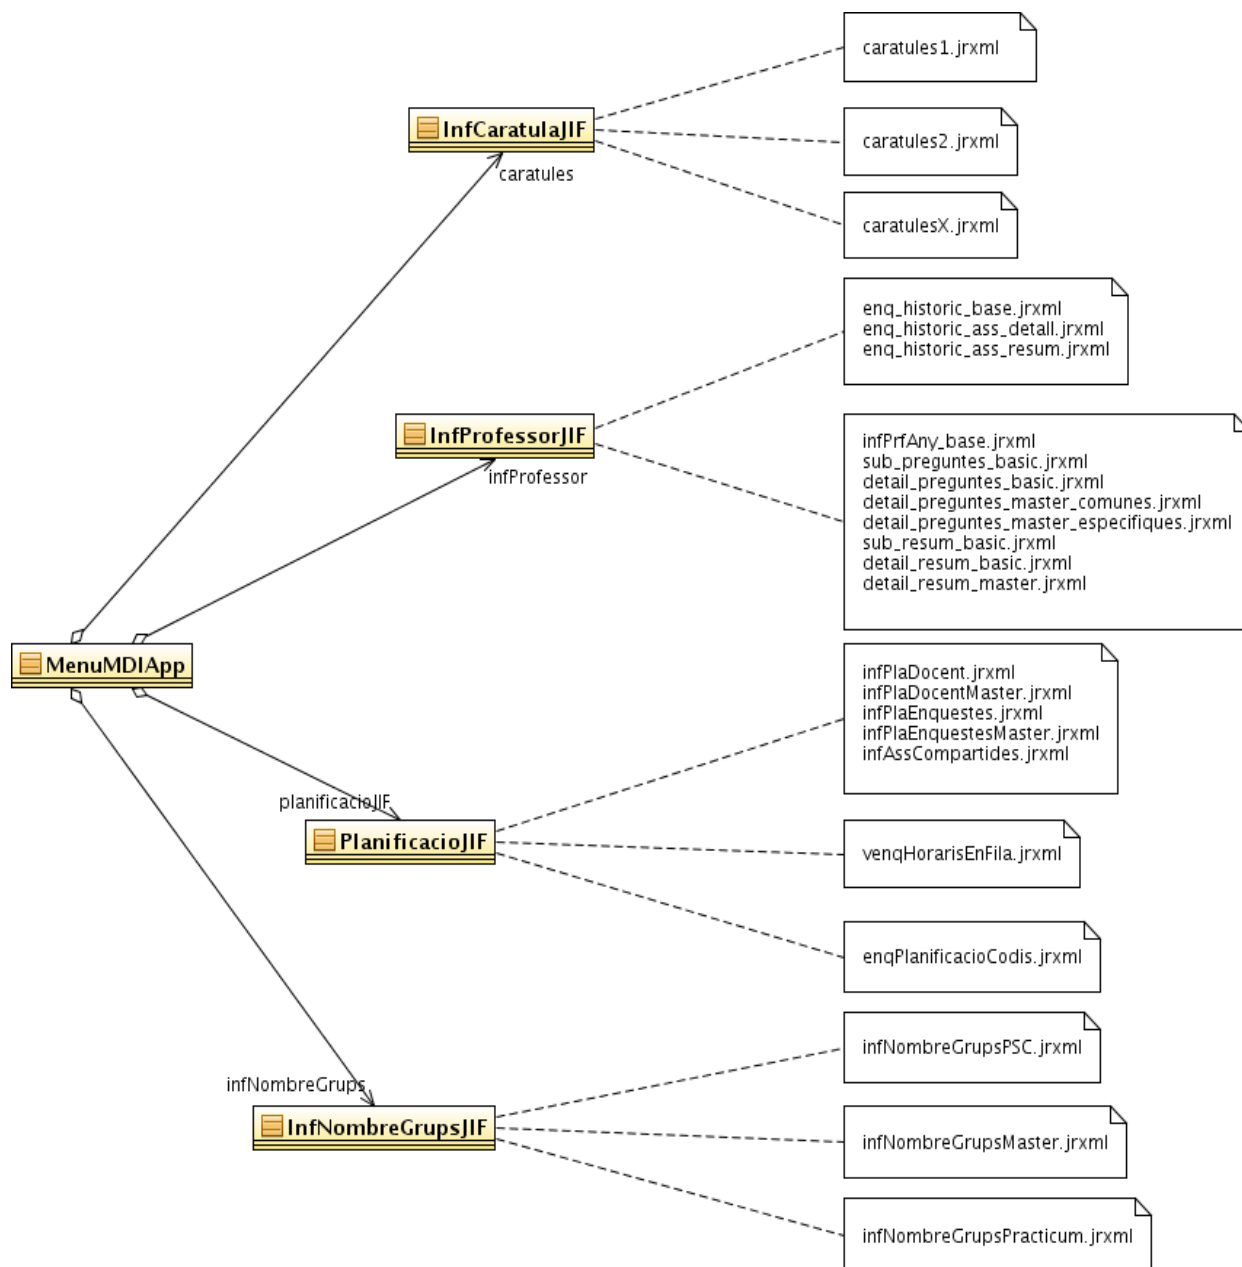 caratules1.jrxml
InfCaratulaJIF
caratules2.jrxml
caratules
caratulesX.jrxml
enq_historic_base.jrxml
enq_historic_ass_detall.jrxml
enq_historic_ass_resum.jrxml
InfProfessorJIF
infProfessor
infPrfAny_base.jrxml
sub_preguntes_basic.jrxml
detail_preguntes_basic.jrxml
detail_preguntes_master_comunes.jrxml
detail_preguntes_master_especifiques.jrxml
sub_resum_basic.jrxml
detail_resum_basic.jrxml
detail_resum_master.jrxml
MenuMDIApp
infPlaDocent.jrxml
infPlaDocentMaster.jrxml
infPlaEnquestes.jrxml
infPlaEnquestesMaster.jrxml
infAssCompartides.jrxml
planificacioJIF
PlanificacioJIF
venqHorarisEnFila.jrxml
enqPlanificacioCodis.jrxml
infNombreGrupsPSC.jrxml
infNombreGrups
InfNombreGrupsJIF
infNombreGrupsMaster.jrxml
infNombreGrupsPracticum.jrxml